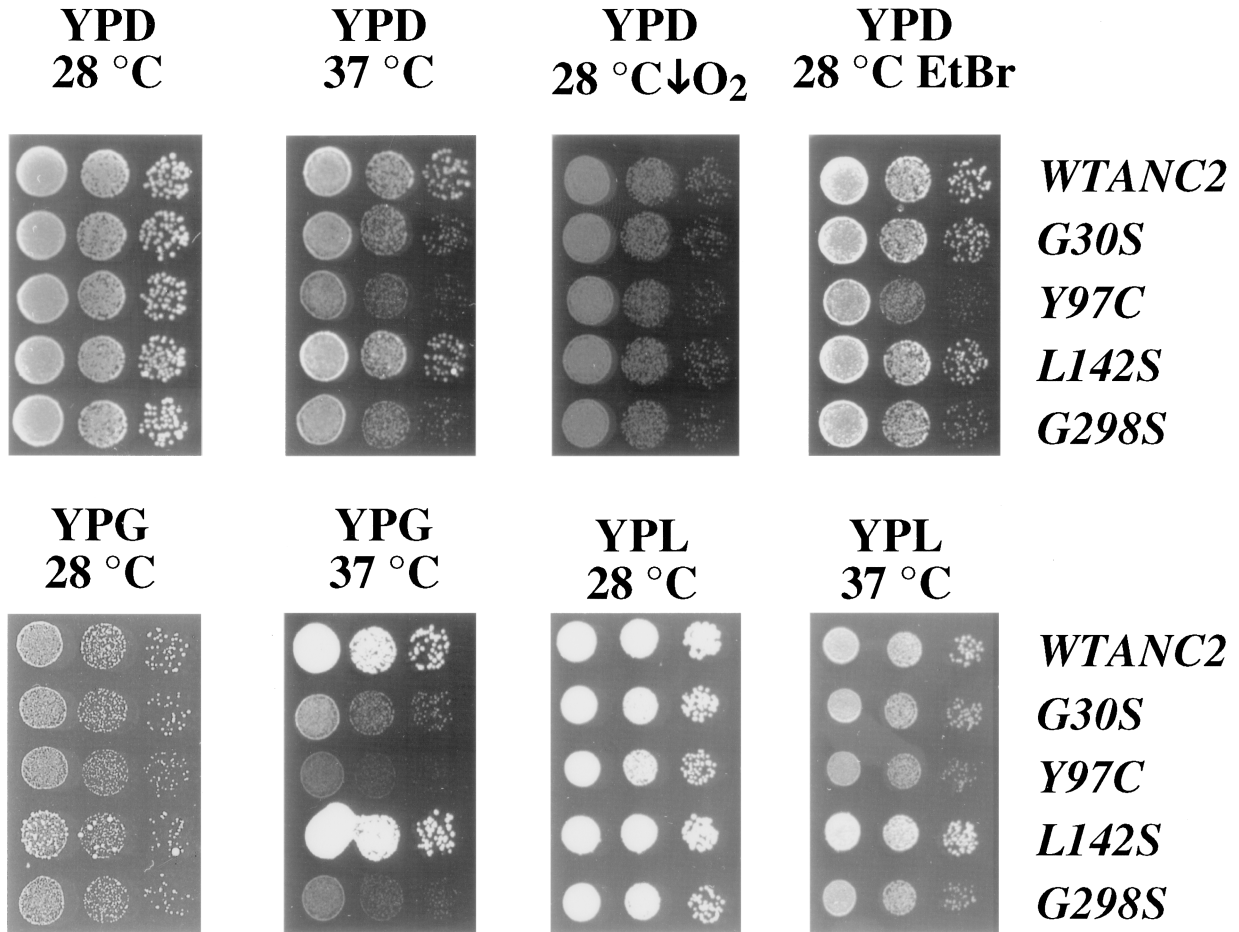 YPD
28 °C
YPD
37 °C
YPD
28 °C↓O2
YPD
28 °C EtBr
WTANC2
G30S
Y97C
L142S
G298S
YPG
28 °C
YPG
37 °C
YPL
28 °C
YPL
37 °C
WTANC2
G30S
Y97C
L142S
G298S